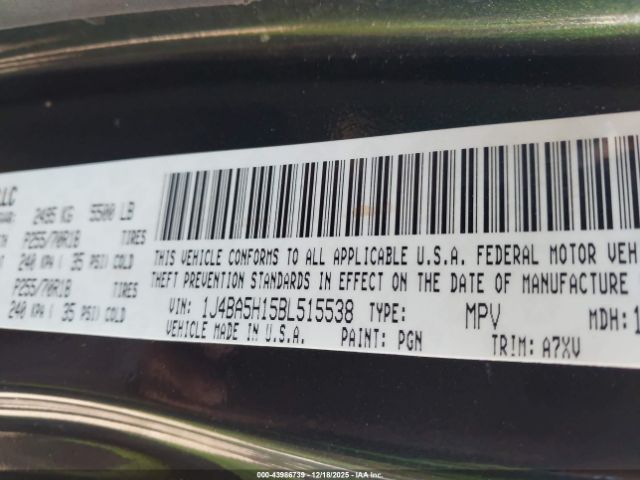 LLC
2495 KG 5500 LB
P255/70R18 TIRES
240 KPA ( 35 PSI) COLD
P255/70R18 TIRES
240 KPA ( 35 PSI) COLD
THIS VEHICLE CONFORMS TO ALL APPLICABLE U.S.A. FEDERAL MOTOR VEH
THEFT PREVENTION STANDARDS IN EFFECT ON THE DATE OF MANUFACTURE
VIN: 1J4BA5H15BL515538 TYPE: MPV MDH:1
VEHICLE MADE IN U.S.A. PAINT: PGN TRIM: A7XV
000-43986739 - 12/18/2025 - IAA Inc.